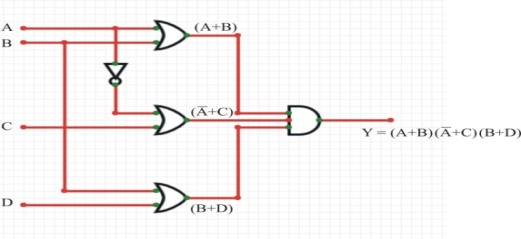 A
(A+B)
B
(A̅+C)
C
Y = (A+B)(A̅+C)(B+D)
D
(B+D)